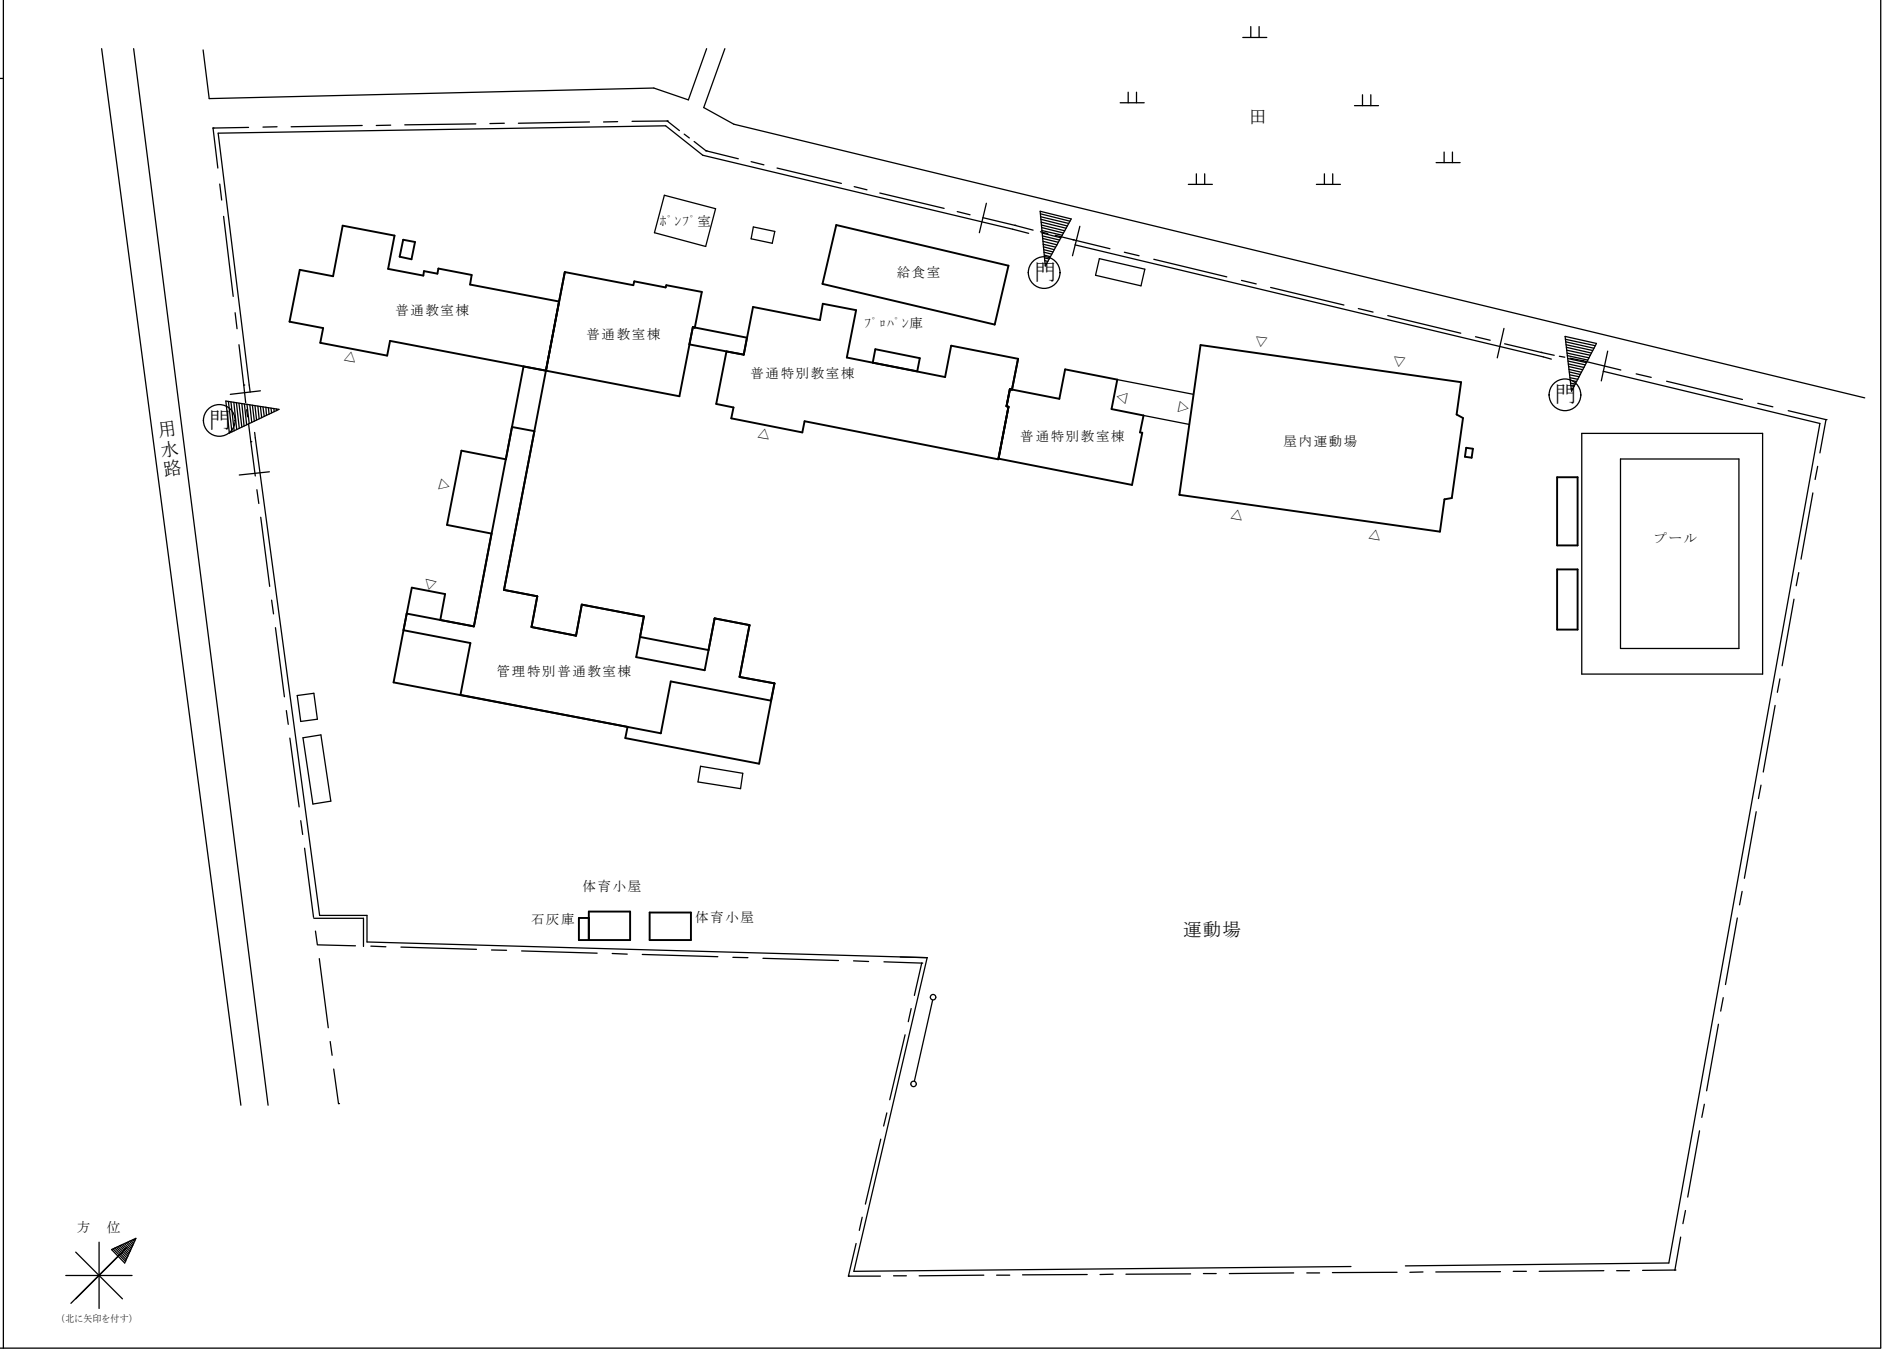 田
ﾎﾟﾝﾌﾟ室
給食室
門
普通教室棟
ﾌﾟﾛﾊﾟﾝ庫
普通教室棟
普通特別教室棟
門
門
用水路
普通特別教室棟
屋内運動場
プール
管理特別普通教室棟
体育小屋
石灰庫
体育小屋
運動場
方 位
(北に矢印を付す)